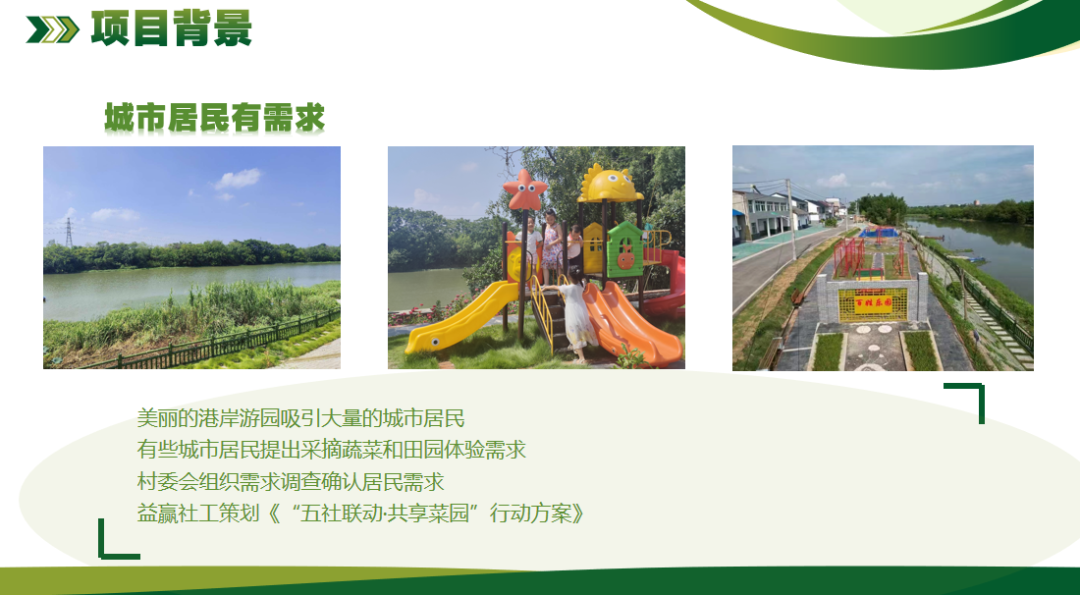 项目背景
城市居民有需求
美丽的港岸游园吸引大量的城市居民
有些城市居民提出采摘蔬菜和田园体验需求
村委会组织需求调查确认居民需求
益赢社工策划《“五社联动·共享菜园”行动方案》